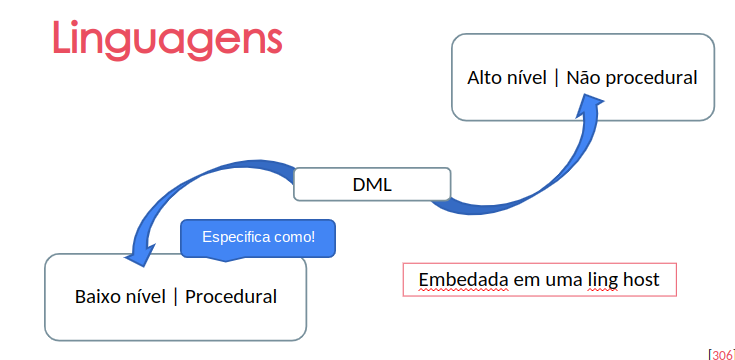 Linguagens
Alto nível | Não procedural
DML
Especifica como!
Baixo nível | Procedural
Embedada em uma ling host
[306]